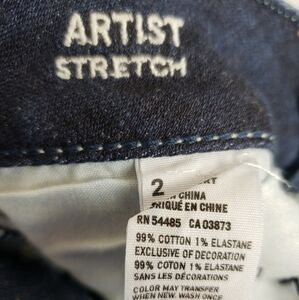 ARTIST
STRETCH
2
CHINA
RIQUÉ EN CHINE
RN 54485 CA 03873
99% COTTON 1% ELASTANE
EXCLUSIVE OF DECORATION
99% COTON 1% ELASTANE
SANS LES DÉCORATIONS
COLOR MAY TRANSFER
WHEN NEW. WASH ONCE